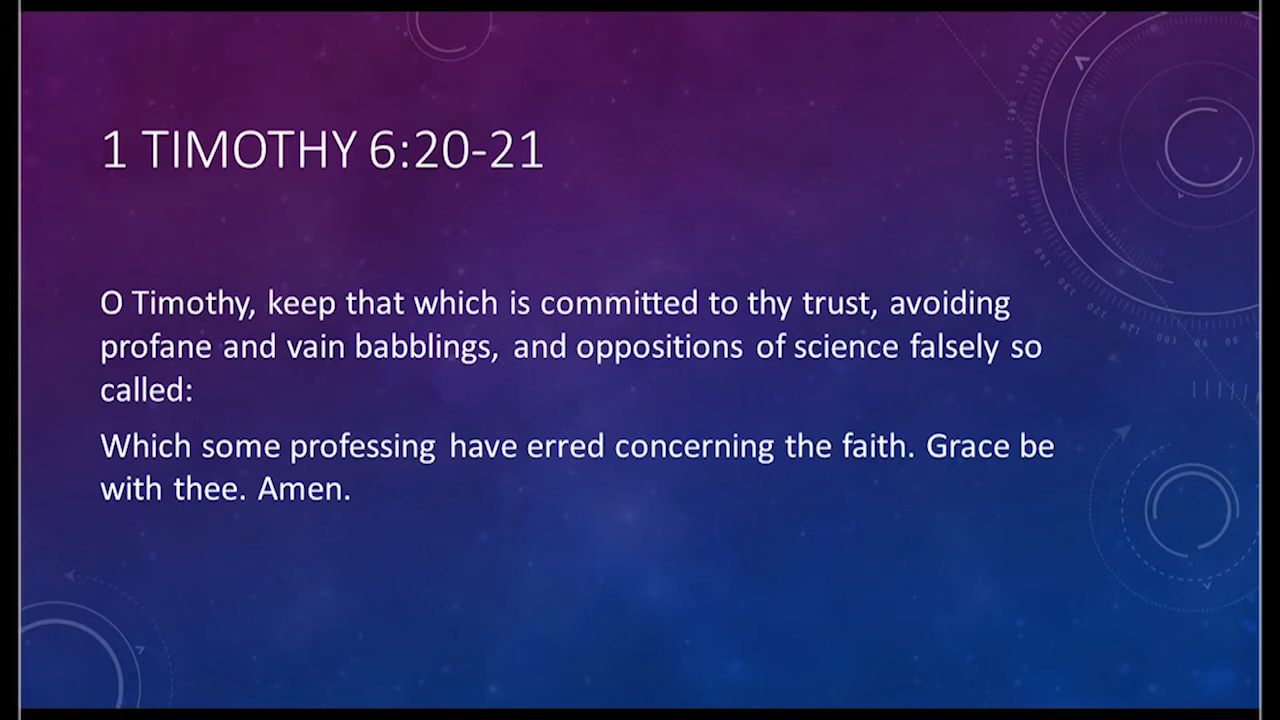 1 TIMOTHY 6:20-21
O Timothy, keep that which is committed to thy trust, avoiding
profane and vain babblings, and oppositions of science falsely so
called:
Which some professing have erred concerning the faith. Grace be
with thee. Amen.